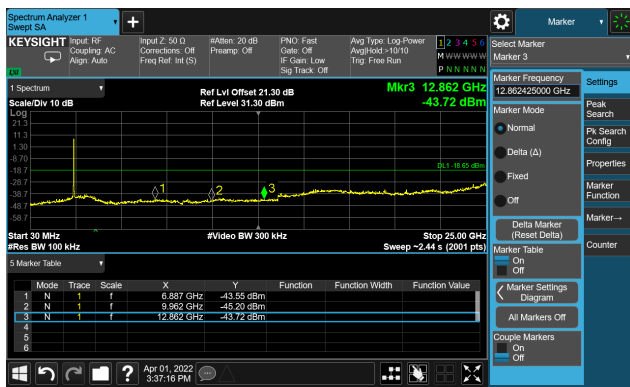 Spectrum Analyzer 1
Swept SA
+
Marker
KEYSIGHT
Input: RF
Coupling: AC
Align: Auto
Input Z: 50 Ω
Corrections: Off
Freq Ref: Int (S)
#Atten: 20 dB
Preamp: Off
PNO: Fast
Gate: Off
IF Gain: Low
Sig Track: Off
Avg Type: Log-Power
Avg|Hold:>10/10
Trig: Free Run
1 2 3 4 5 6
M W W W W W
P N N N N N
LXI
Select Marker
Marker 3
1 Spectrum
Scale/Div 10 dB
Ref Lvl Offset 21.30 dB
Ref Level 31.30 dBm
Mkr3 12.862 GHz
-43.72 dBm
Log
21.3
11.3
1.30
-8.70
-18.7
-28.7
-38.7
-48.7
-58.7
DL1 -18.65 dBm
1
2
3
Start 30 MHz
#Res BW 100 kHz
#Video BW 300 kHz
Stop 25.00 GHz
Sweep ~2.44 s (2001 pts)
5 Marker Table
Mode Trace Scale X Y Function Function Width Function Value
1 N 1 f 6.887 GHz -43.55 dBm
2 N 1 f 9.962 GHz -45.20 dBm
3 N 1 f 12.862 GHz -43.72 dBm
4
5
6
Marker Frequency
12.862425000 GHz
Marker Mode
Normal
Delta (Δ)
Fixed
Off
Delta Marker
(Reset Delta)
Marker Table
On
Off
Marker Settings
Diagram
All Markers Off
Couple Markers
On
Off
Settings
Peak
Search
Pk Search
Config
Properties
Marker
Function
Marker→
Counter
?
Apr 01, 2022
3:37:16 PM